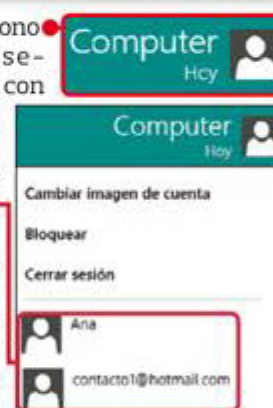 ono
se-
con
Computer
Hoy
Computer
Hoy
Cambiar imagen de cuenta
Bloquear
Cerrar sesión
Ana
contacto1@hotmail.com